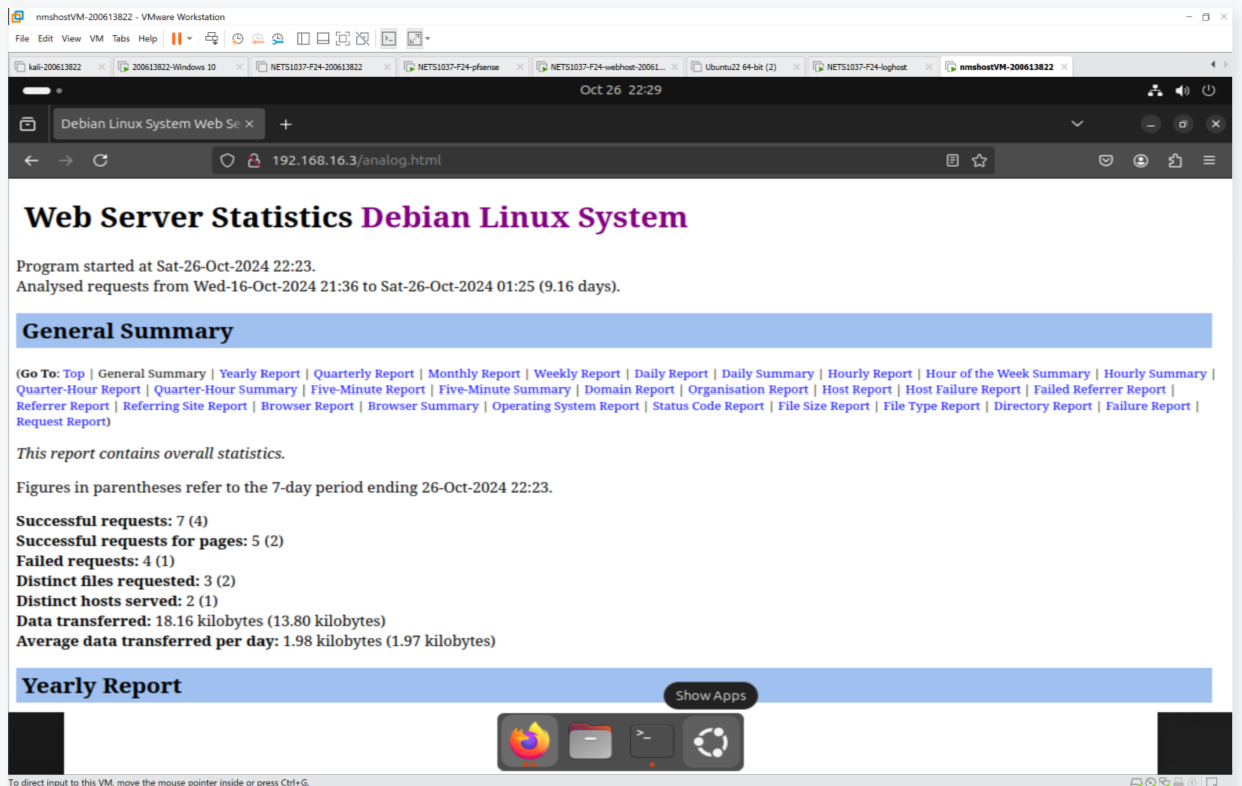 nmshostVM-200613822 - VMware Workstation
File Edit View VM Tabs Help
kali-200613822 200613822-Windows 10 NETS1037-F24-200613822 NETS1037-F24-pfsense NETS1037-F24-webhost-20061... Ubuntu22 64-bit (2) NETS1037-F24-loghost nmshostVM-200613822
Oct 26 22:29
Debian Linux System Web Se
192.168.16.3/analog.html
Web Server Statistics Debian Linux System
Program started at Sat-26-Oct-2024 22:23.
Analysed requests from Wed-16-Oct-2024 21:36 to Sat-26-Oct-2024 01:25 (9.16 days).
General Summary
(Go To: Top | General Summary | Yearly Report | Quarterly Report | Monthly Report | Weekly Report | Daily Report | Daily Summary | Hourly Report | Hour of the Week Summary | Hourly Summary |
Quarter-Hour Report | Quarter-Hour Summary | Five-Minute Report | Five-Minute Summary | Domain Report | Organisation Report | Host Report | Host Failure Report | Failed Referrer Report |
Referrer Report | Referring Site Report | Browser Report | Browser Summary | Operating System Report | Status Code Report | File Size Report | File Type Report | Directory Report | Failure Report |
Request Report)
This report contains overall statistics.
Figures in parentheses refer to the 7-day period ending 26-Oct-2024 22:23.
Successful requests: 7 (4)
Successful requests for pages: 5 (2)
Failed requests: 4 (1)
Distinct files requested: 3 (2)
Distinct hosts served: 2 (1)
Data transferred: 18.16 kilobytes (13.80 kilobytes)
Average data transferred per day: 1.98 kilobytes (1.97 kilobytes)
Yearly Report
Show Apps
To direct input to this VM, move the mouse pointer inside or press Ctrl+G.